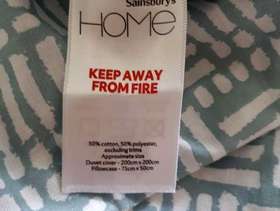 Sainsbury's
HOME
KEEP AWAY
FROM FIRE
50% cotton, 50% polyester,
excluding trims
Approximate size
Duvet cover - 200cm x 200cm
Pillowcase - 75cm x 50cm